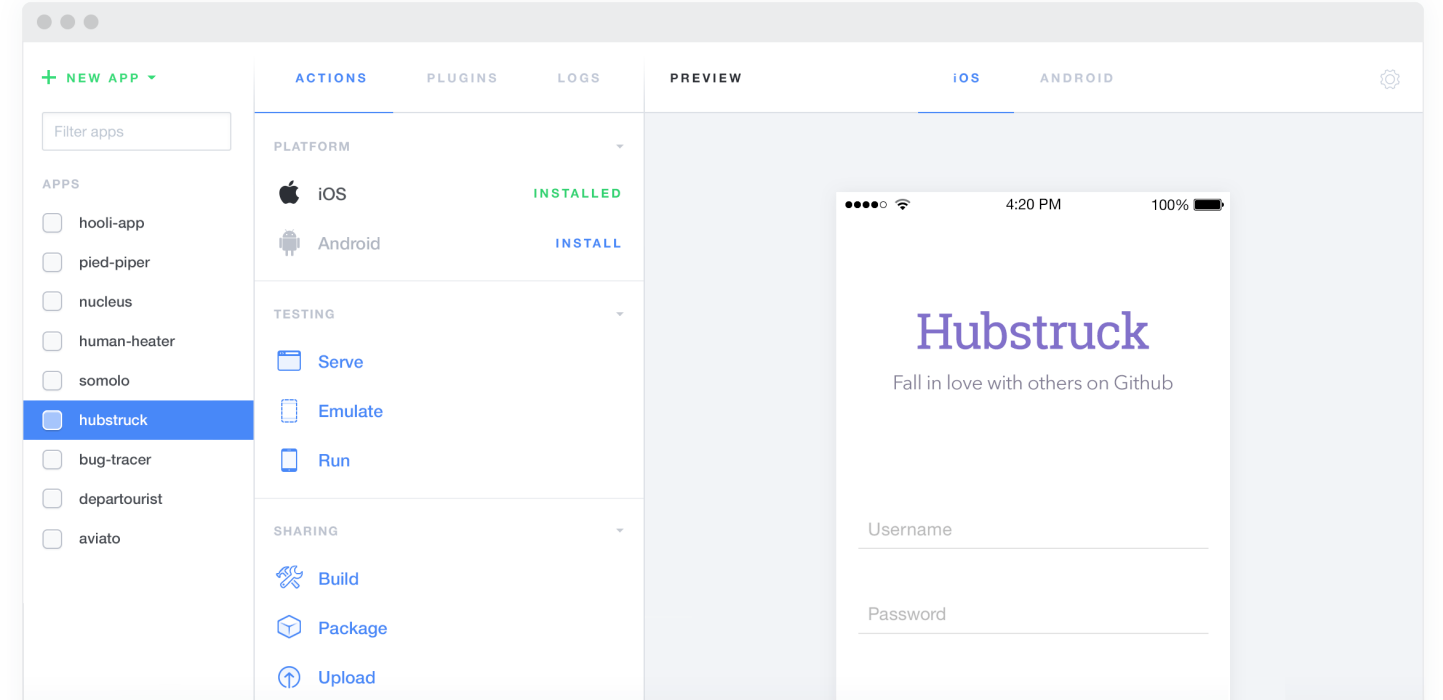 NEW APP
Filter apps
APPS
hooli-app
pied-piper
nucleus
human-heater
somolo
hubstruck
bug-tracer
departourist
aviato
ACTIONS PLUGINS LOGS
PLATFORM
iOS INSTALLED
Android INSTALL
TESTING
Serve
Emulate
Run
SHARING
Build
Package
Upload
PREVIEW iOS ANDROID
4:20 PM 100%
Hubstruck
Fall in love with others on Github
Username
Password